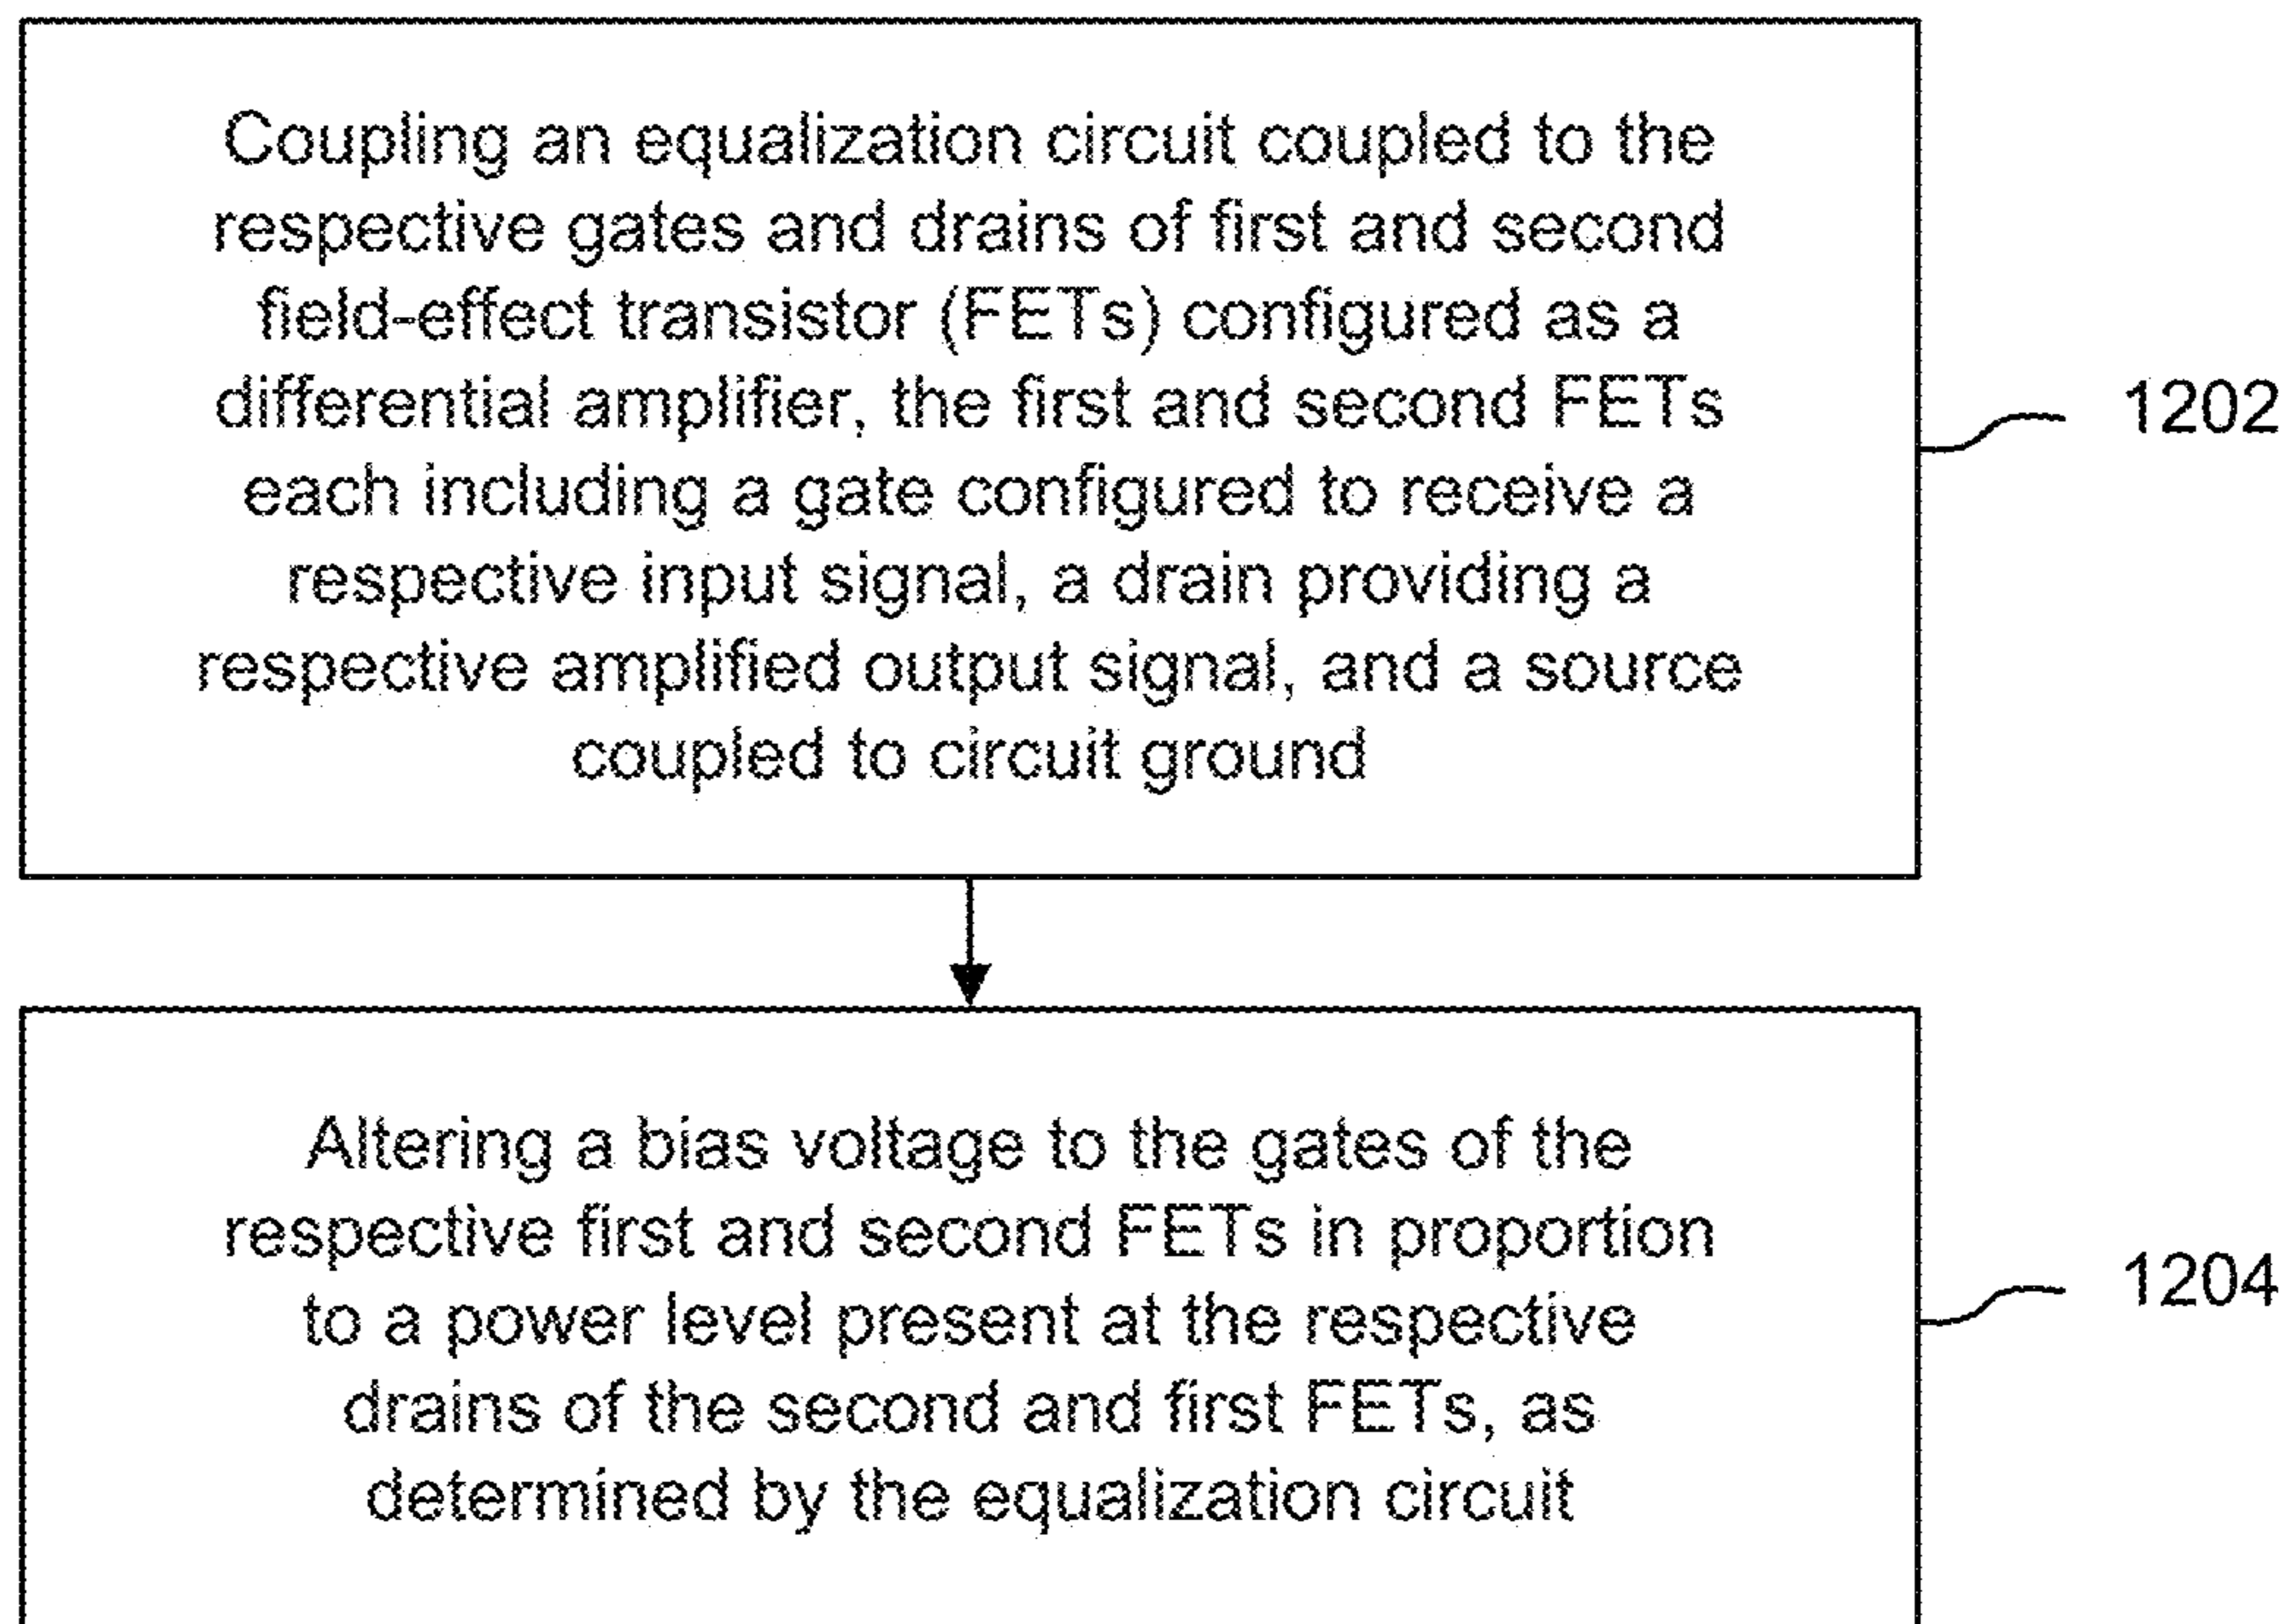 Coupling an equalization circuit coupled to the
respective gates and drains of first and second
field-effect transistor (FETs) configured as a
differential amplifier, the first and second FETs
each including a gate configured to receive a
respective input signal, a drain providing a
respective amplified output signal, and a source
coupled to circuit ground
1202
Altering a bias voltage to the gates of the
respective first and second FETs in proportion
to a power level present at the respective
drains of the second and first FETs, as
determined by the equalization circuit
1204